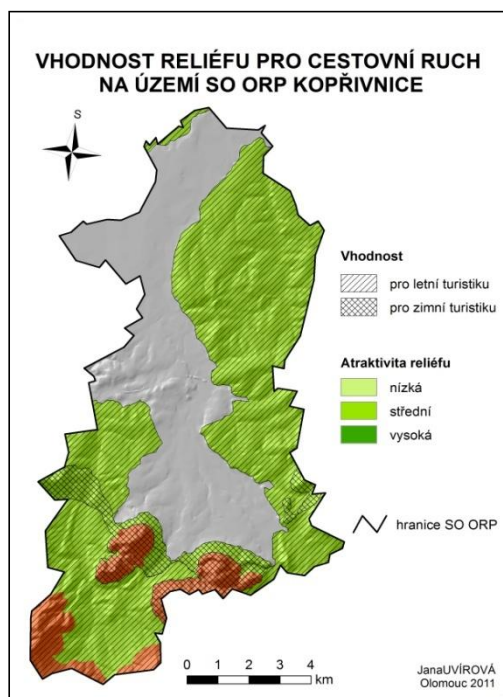 VHODNOST RELIÉFU PRO CESTOVNÍ RUCH
NA ÚZEMÍ SO ORP KOPŘIVNICE
S
Vhodnost
pro letní turistiku
pro zimní turistiku
Atraktivita reliéfu
nízká
střední
vysoká
hranice SO ORP
0 1 2 3 4
km
JanaUVÍROVÁ
Olomouc 2011